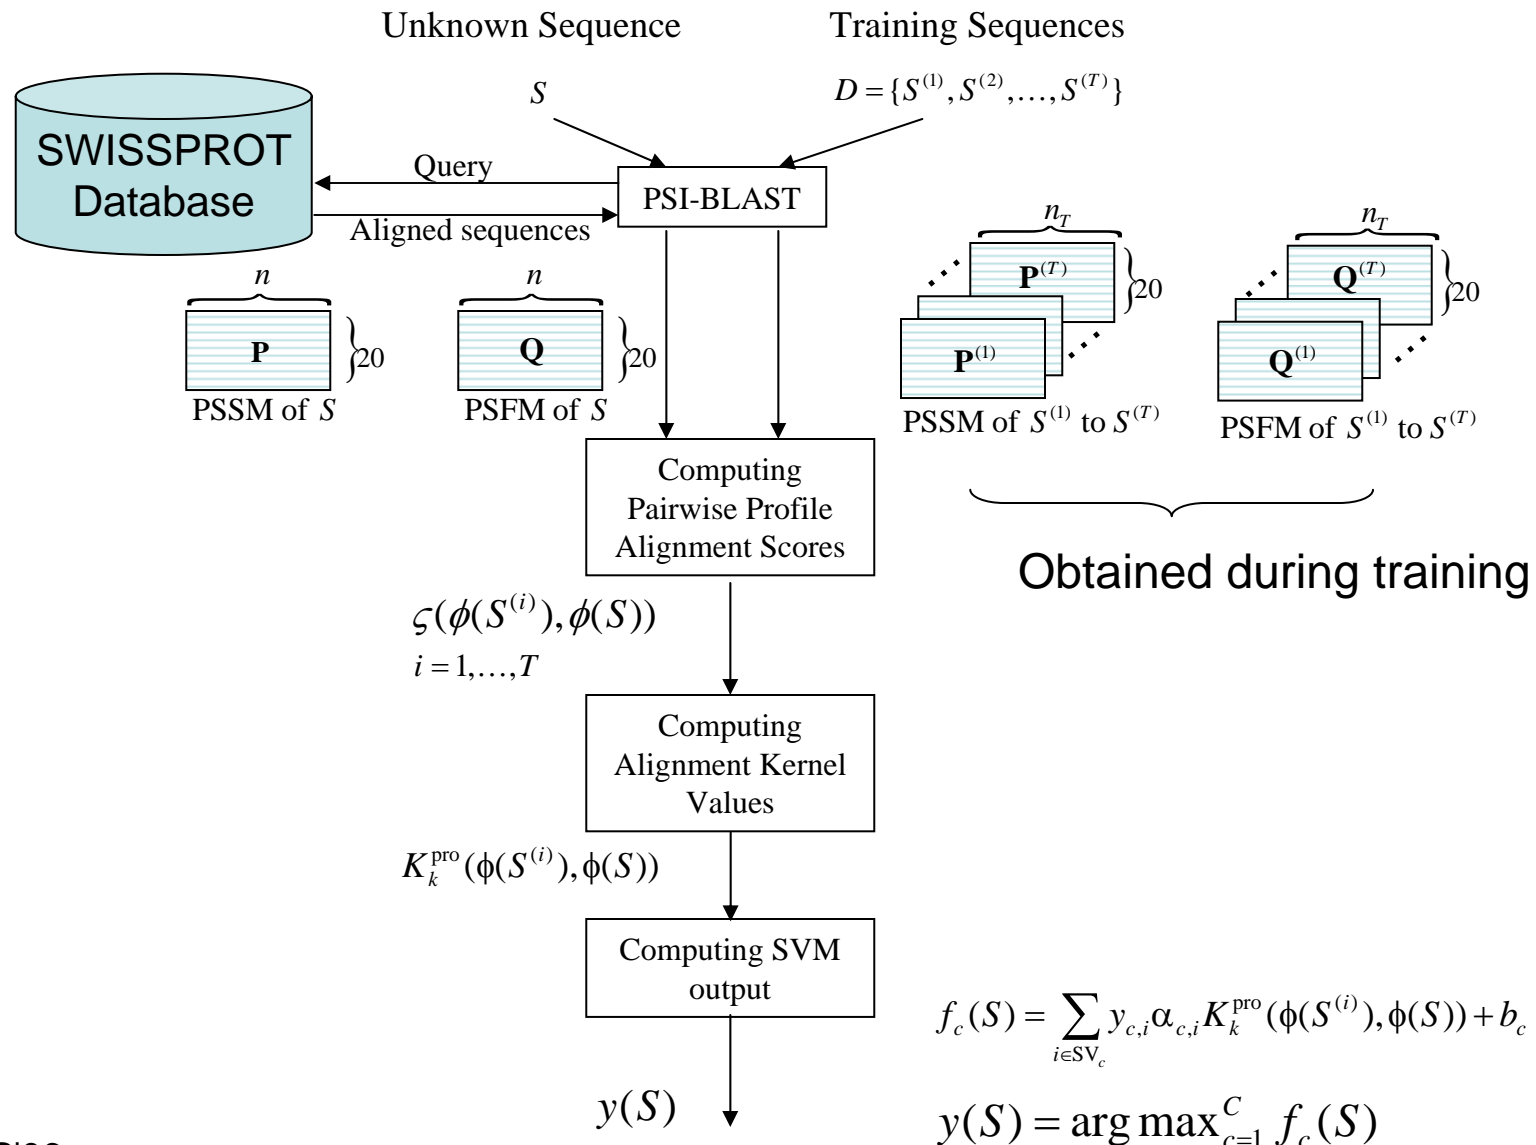 Unknown Sequence
Training Sequences
S
D = {S^{(1)}, S^{(2)}, …, S^{(T)}}
SWISSPROT
Database
Query
Aligned sequences
PSI-BLAST
n
P
20
PSSM of S
n
Q
20
PSFM of S
n_T
P^{(T)}
20
P^{(1)}
PSSM of S^{(1)} to S^{(T)}
n_T
Q^{(T)}
20
Q^{(1)}
PSFM of S^{(1)} to S^{(T)}
Obtained during training
Computing
Pairwise Profile
Alignment Scores
ς(ϕ(S^{(i)}), ϕ(S))
i = 1,…,T
Computing
Alignment Kernel
Values
K_k^{pro}(ϕ(S^{(i)}), ϕ(S))
Computing SVM
output
y(S)
f_c(S) = ∑_{i∈SV_c} y_{c,i} α_{c,i} K_k^{pro}(ϕ(S^{(i)}), ϕ(S)) + b_c
y(S) = arg max_{c=1}^{C} f_c(S)